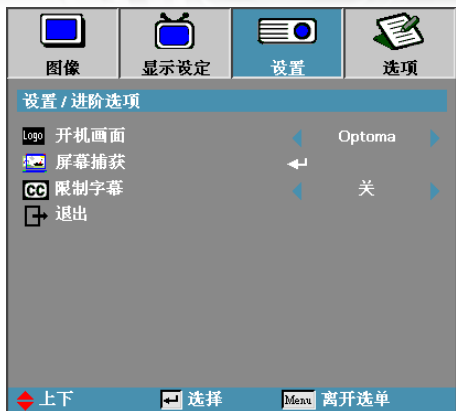 图像 显示设定 设置 选项
设置 / 进阶选项
Logo 开机画面 Optoma
屏幕捕获
CC 限制字幕 关
退出
上下 选择 Menu 离开选单